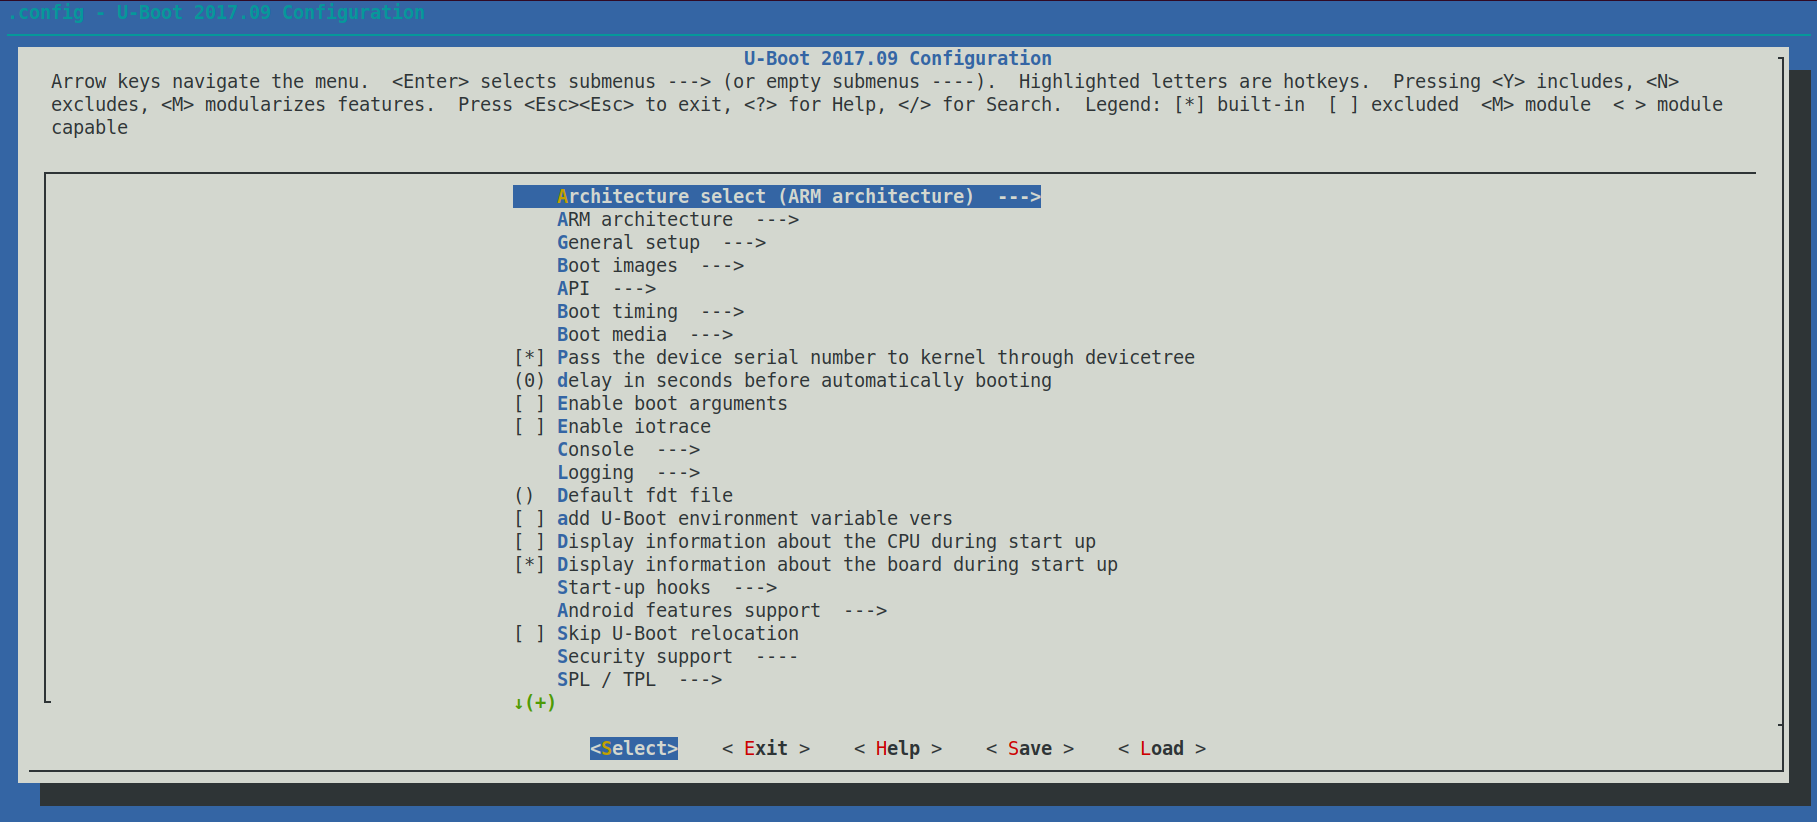 .config - U-Boot 2017.09 Configuration
U-Boot 2017.09 Configuration
Arrow keys navigate the menu.  <Enter> selects submenus ---> (or empty submenus ----).  Highlighted letters are hotkeys.  Pressing <Y> includes, <N>
excludes, <M> modularizes features.  Press <Esc><Esc> to exit, <?> for Help, </> for Search.  Legend: [*] built-in  [ ] excluded  <M> module  < > module
capable
Architecture select (ARM architecture)  --->
ARM architecture  --->
General setup  --->
Boot images  --->
API  --->
Boot timing  --->
Boot media  --->
[*] Pass the device serial number to kernel through devicetree
(0) delay in seconds before automatically booting
[ ] Enable boot arguments
[ ] Enable iotrace
Console  --->
Logging  --->
()  Default fdt file
[ ] add U-Boot environment variable vers
[ ] Display information about the CPU during start up
[*] Display information about the board during start up
Start-up hooks  --->
Android features support  --->
[ ] Skip U-Boot relocation
Security support  ----
SPL / TPL  --->
↓(+)
<Select>    < Exit >    < Help >    < Save >    < Load >